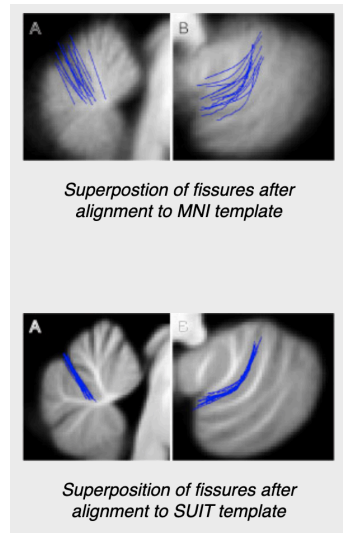 A
B
Superpostion of fissures after
alignment to MNI template
A
E
Superposition of fissures after
alignment to SUIT template